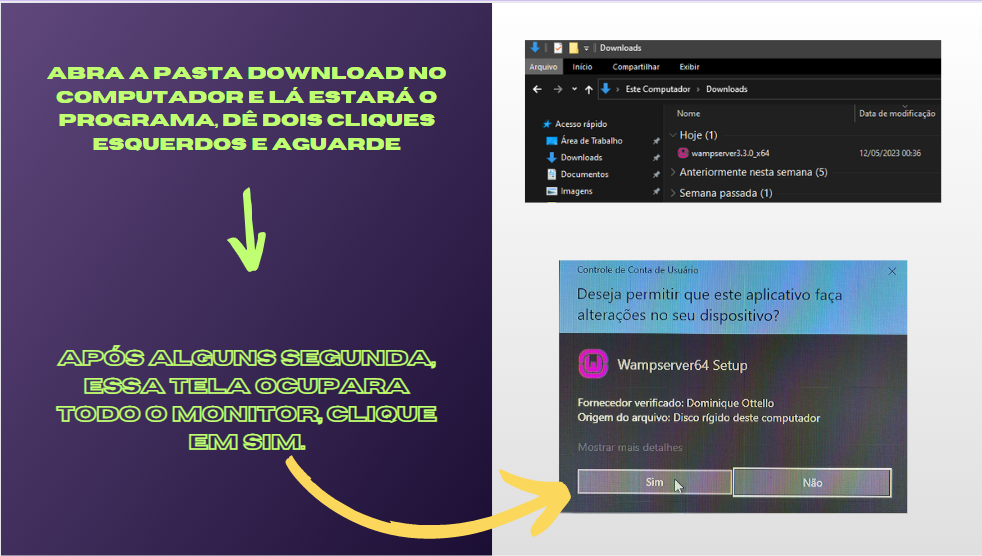 ABRA A PASTA DOWNLOAD NO
COMPUTADOR E LÁ ESTARÁ O
PROGRAMA, DÊ DOIS CLIQUES
ESQUERDOS E AGUARDE
APÓS ALGUNS SEGUNDA,
ESSA TELA OCUPARA
TODO O MONITOR, CLIQUE
EM SIM.
Downloads
Arquivo Início Compartilhar Exibir
Este Computador > Downloads
Nome Data de modificação
Acesso rápido
Área de Trabalho
Downloads
Documentos
Imagens
Hoje (1)
wampserver3.3.0_x64 12/05/2023 00:36
Anteriormente nesta semana (5)
Semana passada (1)
Controle de Conta de Usuário
Deseja permitir que este aplicativo faça
alterações no seu dispositivo?
Wampserver64 Setup
Fornecedor verificado: Dominique Ottello
Origem do arquivo: Disco rígido deste computador
Mostrar mais detalhes
Sim Não